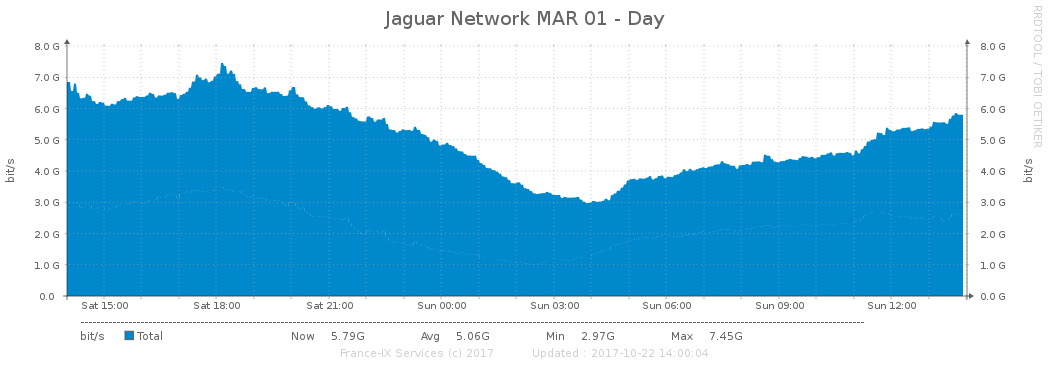 Jaguar Network MAR 01 - Day
RRDTOOL / TOBI OETIKER
8.0 G 8.0 G
7.0 G 7.0 G
6.0 G 6.0 G
5.0 G 5.0 G
4.0 G 4.0 G
3.0 G 3.0 G
2.0 G 2.0 G
1.0 G 1.0 G
0.0 0.0 G
bit/s
bit/s
Sat 15:00 Sat 18:00 Sat 21:00 Sun 00:00 Sun 03:00 Sun 06:00 Sun 09:00 Sun 12:00
bit/s Total Now 5.79G Avg 5.06G Min 2.97G Max 7.45G
France-IX Services (c) 2017 Updated : 2017-10-22 14:00:04